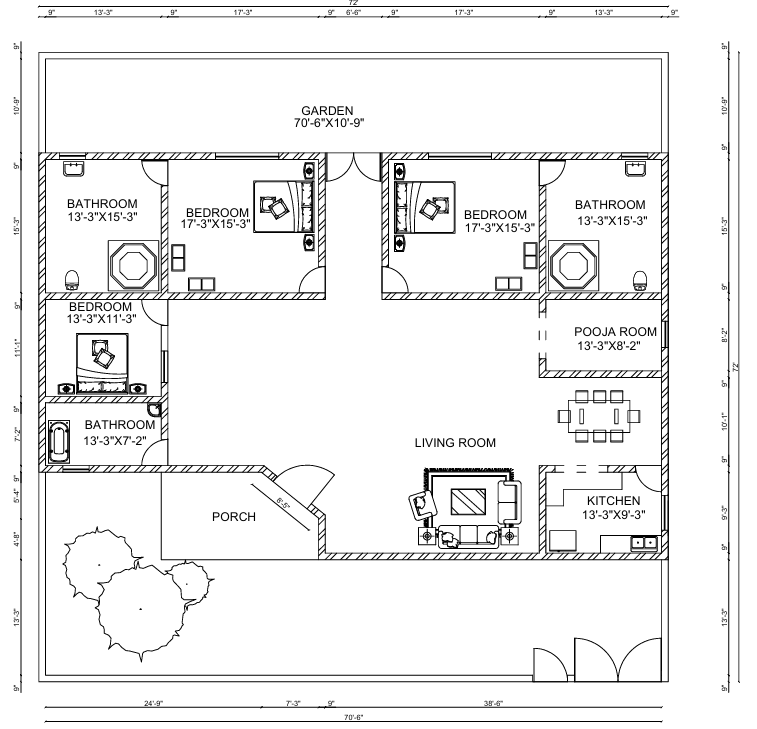 72'
9" 13'-3" 9" 17'-3" 9" 6'-6" 9" 17'-3" 9" 13'-3" 9"
GARDEN
70'-6"X10'-9"
BATHROOM
13'-3"X15'-3"
BEDROOM
17'-3"X15'-3"
BEDROOM
17'-3"X15'-3"
BATHROOM
13'-3"X15'-3"
BEDROOM
13'-3"X11'-3"
POOJA ROOM
13'-3"X8'-2"
BATHROOM
13'-3"X7'-2"
LIVING ROOM
PORCH
6'-5"
KITCHEN
13'-3"X9'-3"
9"
10'-9"
9"
15'-3"
9"
11'-1"
9"
7'-2"
9"
5'-4"
4'-8"
13'-3"
9"
9"
10'-9"
9"
15'-3"
9"
8'-2"
9"
10'-1"
9"
9'-3"
9"
13'-3"
9"
72'
24'-9" 7'-3" 9" 38'-6"
70'-6"